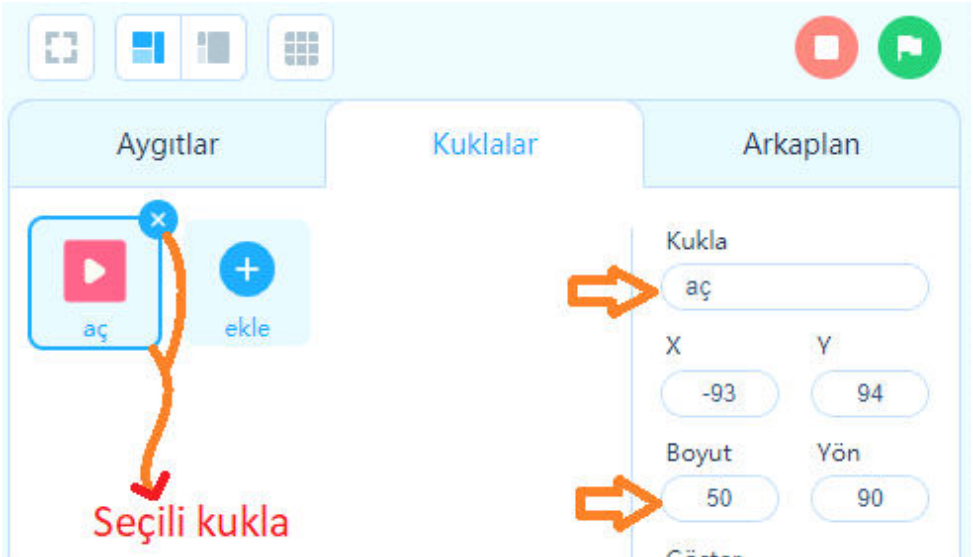 Aygıtlar
Kuklalar
Arkaplan
aç
ekle
Kukla
aç
X
Y
-93
94
Boyut
Yön
50
90
Seçili kukla